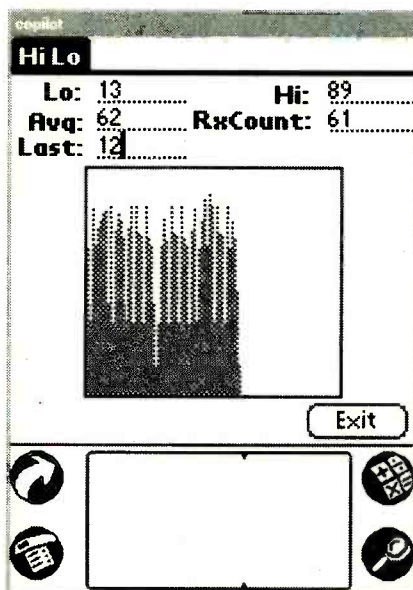 copilot
Hi Lo
Lo: 13 Hi: 89
Avg: 62 RxCount: 61
Last: 12
Exit